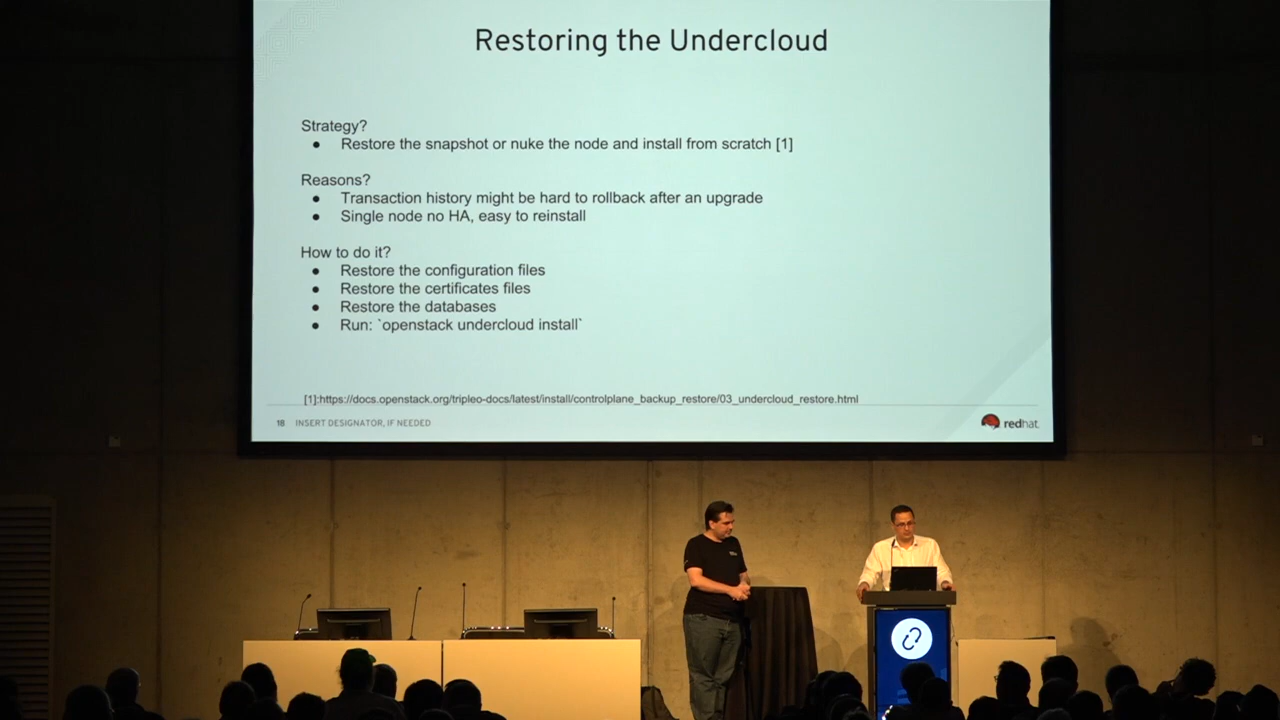 Restoring the Undercloud
Strategy?
● Restore the snapshot or nuke the node and install from scratch [1]
Reasons?
● Transaction history might be hard to rollback after an upgrade
● Single node no HA, easy to reinstall
How to do it?
● Restore the configuration files
● Restore the certificates files
● Restore the databases
● Run: `openstack undercloud install`
[1]:https://docs.openstack.org/tripleo-docs/latest/install/controlplane_backup_restore/03_undercloud_restore.html
18 INSERT DESIGNATOR, IF NEEDED
redhat